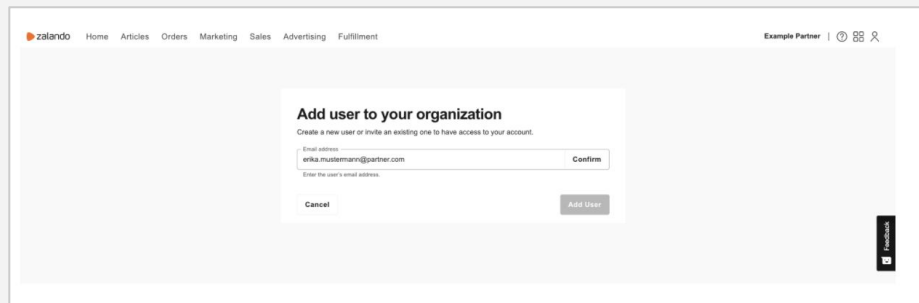 zalando Home Articles Orders Marketing Sales Advertising Fulfillment Example Partner |
Add user to your organization
Create a new user or invite an existing one to have access to your account.
Email address
erika.mustermann@partner.com Confirm
Enter the user's email address.
Cancel Add User
Feedback